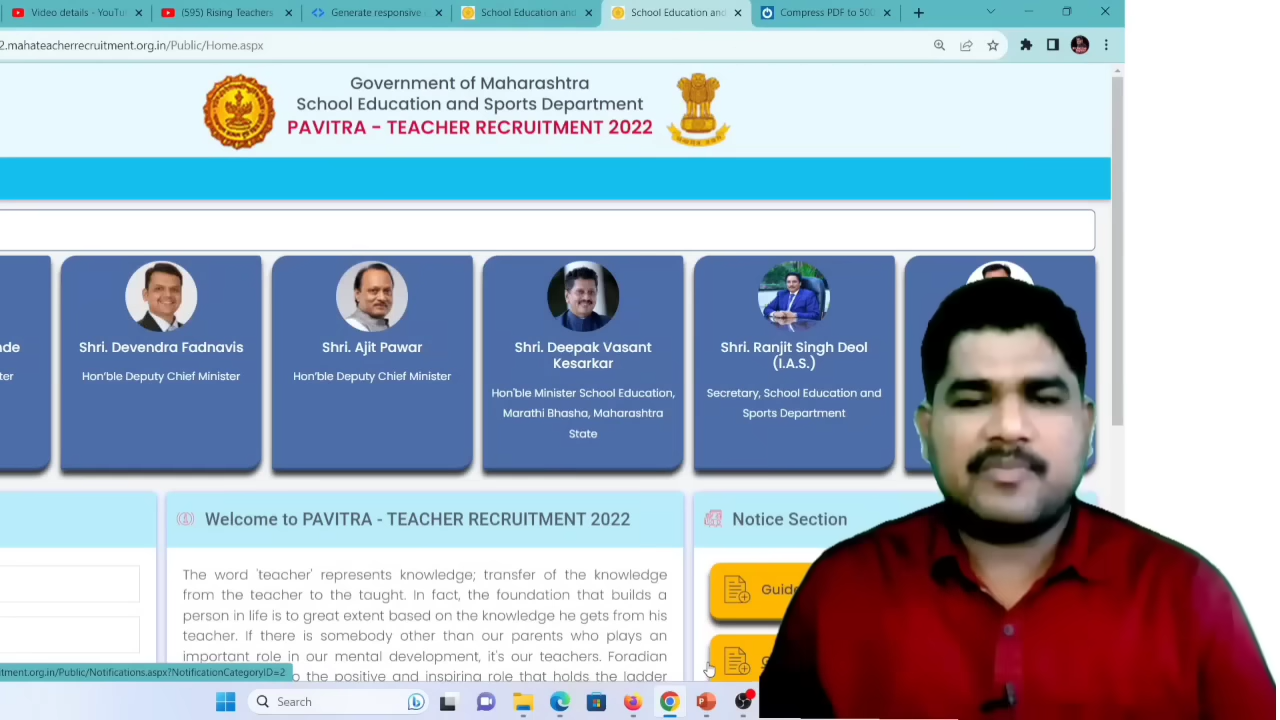 Video details - YouTu
(595) Rising Teachers
Generate responsive
School Education and
School Education and
Compress PDF to 500
2.mahateacherrecruitment.org.in/Public/Home.aspx
Government of Maharashtra
School Education and Sports Department
PAVITRA - TEACHER RECRUITMENT 2022
nde
ter
Shri. Devendra Fadnavis
Hon'ble Deputy Chief Minister
Shri. Ajit Pawar
Hon'ble Deputy Chief Minister
Shri. Deepak Vasant
Kesarkar
Hon'ble Minister School Education,
Marathi Bhasha, Maharashtra
State
Shri. Ranjit Singh Deol
(I.A.S.)
Secretary, School Education and
Sports Department
Welcome to PAVITRA - TEACHER RECRUITMENT 2022
The word 'teacher' represents knowledge; transfer of the knowledge
from the teacher to the taught. In fact, the foundation that builds a
person in life is to great extent based on the knowledge he gets from his
teacher. If there is somebody other than our parents who plays an
important role in our mental development, it's our teachers. Foradian
the positive and inspiring role that holds the ladder
Notice Section
Guide
itment.org.in/Public/Notifications.aspx?NotificationCategoryID=2
Search